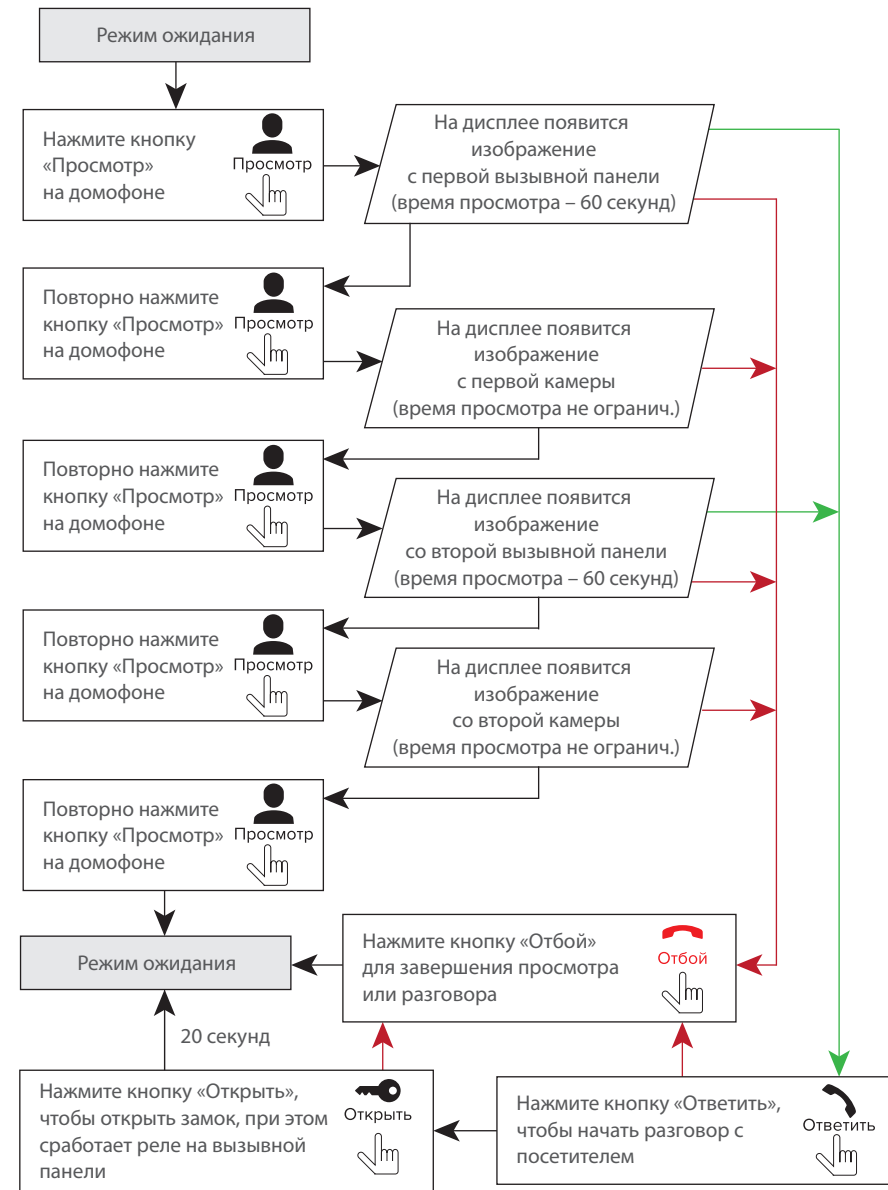 Режим ожидания
Нажмите кнопку
«Просмотр»
на домофоне
Просмотр
На дисплее появится
изображение
с первой вызывной панели
(время просмотра – 60 секунд)
Повторно нажмите
кнопку «Просмотр»
на домофоне
Просмотр
На дисплее появится
изображение
с первой камеры
(время просмотра не огранич.)
Повторно нажмите
кнопку «Просмотр»
на домофоне
Просмотр
На дисплее появится
изображение
со второй вызывной панели
(время просмотра – 60 секунд)
Повторно нажмите
кнопку «Просмотр»
на домофоне
Просмотр
На дисплее появится
изображение
со второй камеры
(время просмотра не огранич.)
Повторно нажмите
кнопку «Просмотр»
на домофоне
Просмотр
Режим ожидания
Нажмите кнопку «Отбой»
для завершения просмотра
или разговора
Отбой
20 секунд
Нажмите кнопку «Открыть»,
чтобы открыть замок, при этом
сработает реле на вызывной
панели
Открыть
Нажмите кнопку «Ответить»,
чтобы начать разговор с
посетителем
Ответить